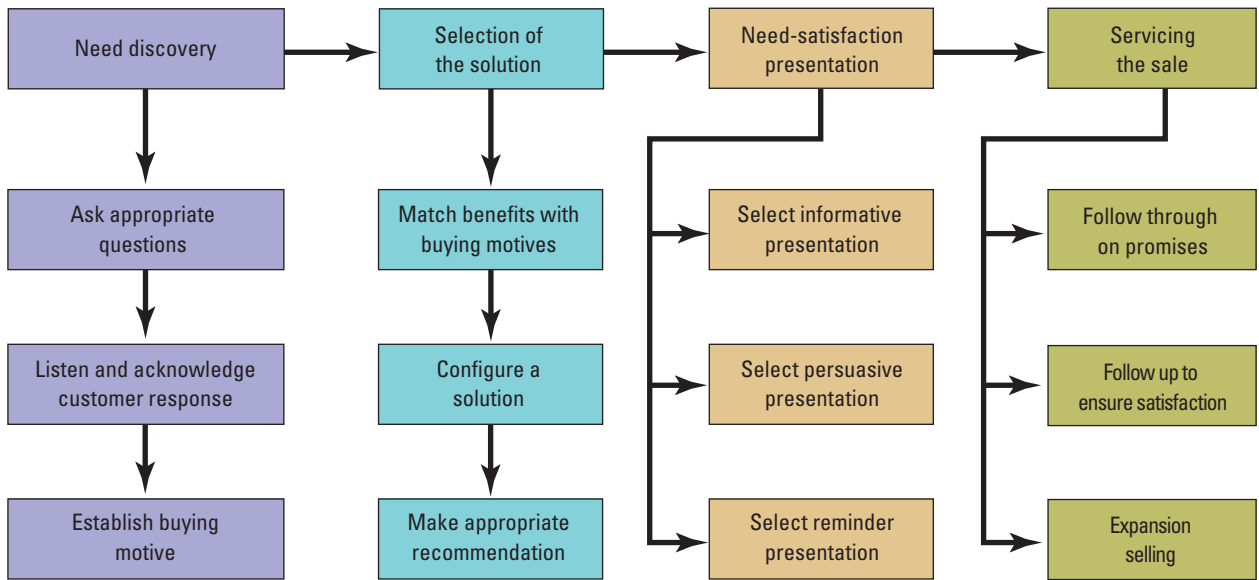 Need discovery
Selection of
the solution
Need-satisfaction
presentation
Servicing
the sale
Ask appropriate
questions
Match benefits with
buying motives
Select informative
presentation
Follow through
on promises
Listen and acknowledge
customer response
Configure a
solution
Select persuasive
presentation
Follow up to
ensure satisfaction
Establish buying
motive
Make appropriate
recommendation
Select reminder
presentation
Expansion
selling